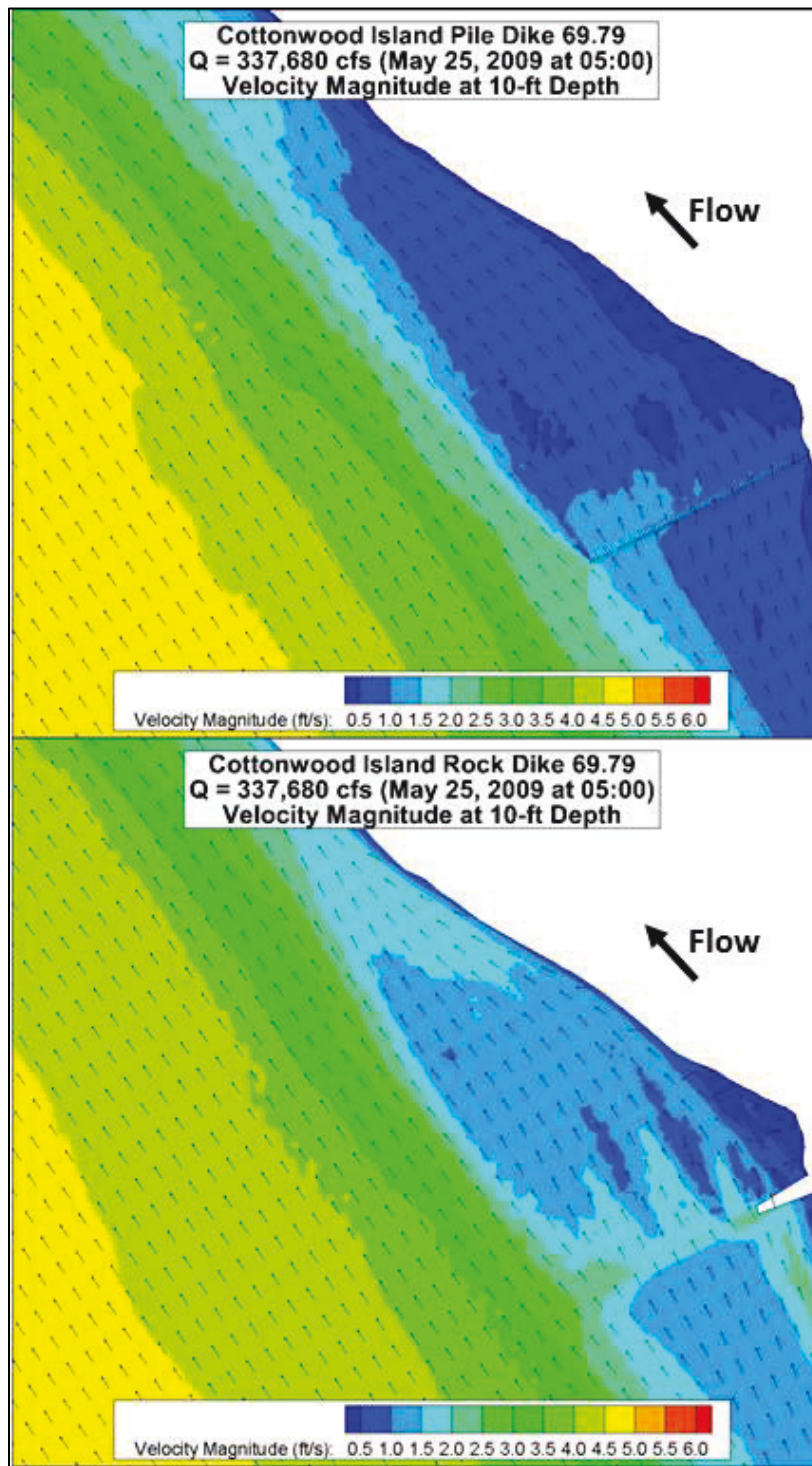 Cottonwood Island Pile Dike 69.79
Q = 337,680 cfs (May 25, 2009 at 05:00)
Velocity Magnitude at 10-ft Depth
Flow
Velocity Magnitude (ft/s): 0.5 1.0 1.5 2.0 2.5 3.0 3.5 4.0 4.5 5.0 5.5 6.0
Cottonwood Island Rock Dike 69.79
Q = 337,680 cfs (May 25, 2009 at 05:00)
Velocity Magnitude at 10-ft Depth
Flow
Velocity Magnitude (ft/s): 0.5 1.0 1.5 2.0 2.5 3.0 3.5 4.0 4.5 5.0 5.5 6.0